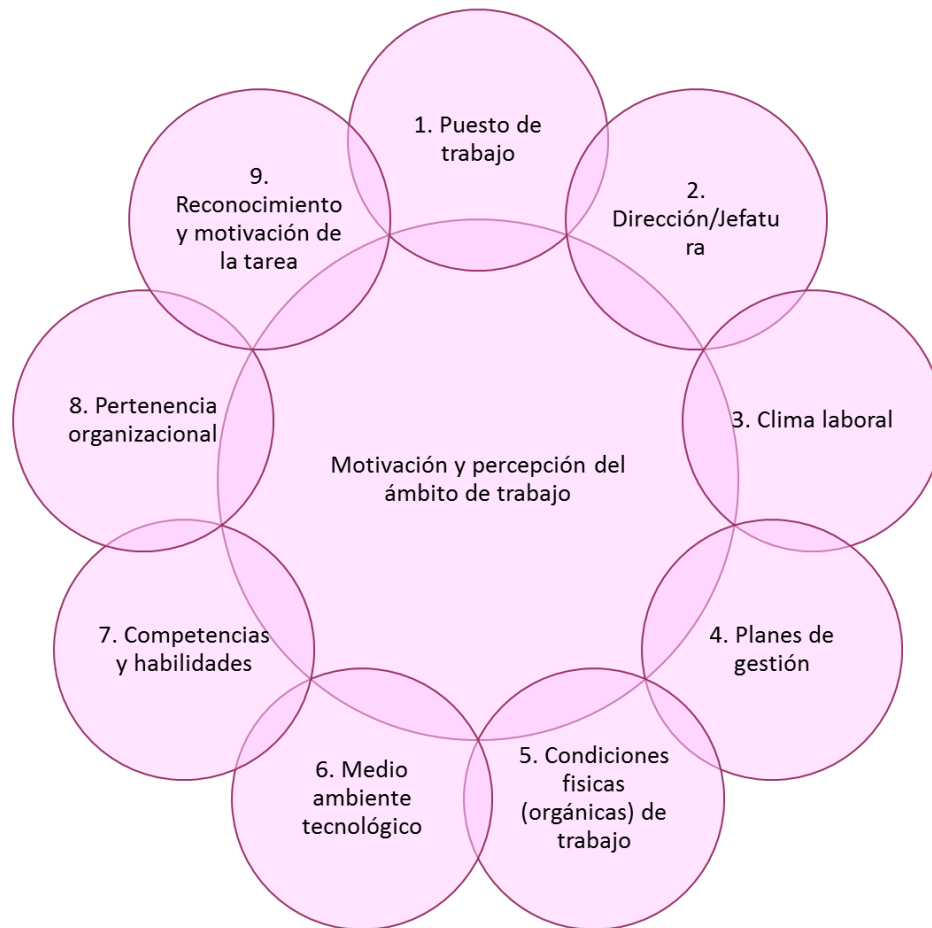 1. Puesto de
trabajo
2.
Dirección/Jefatu
ra
3. Clima laboral
4. Planes de
gestión
5. Condiciones
fisicas
(orgánicas) de
trabajo
6. Medio
ambiente
tecnológico
7. Competencias
y habilidades
8. Pertenencia
organizacional
9.
Reconocimiento
y motivación de
la tarea
Motivación y percepción del
ámbito de trabajo